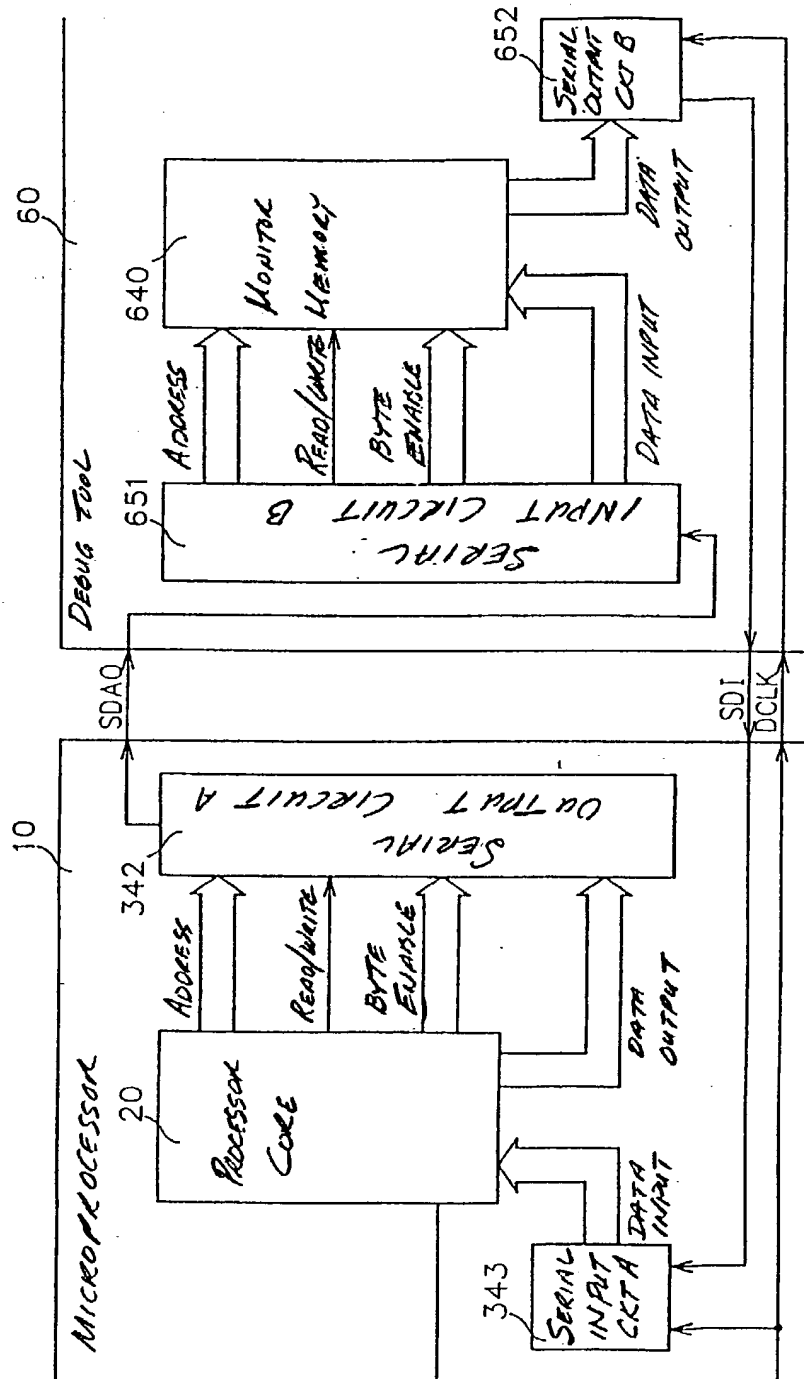 MICROPROCESSOR
10
20
PROCESSOR
CORE
ADDRESS
READ/WRITE
BYTE
ENABLE
DATA
OUTPUT
342
SERIAL
OUTPUT CIRCUIT A
343
SERIAL
INPUT
CKT A
DATA
INPUT
SDAO
SDI
DCLK
DEBUG TOOL
60
651
SERIAL
INPUT CIRCUIT B
ADDRESS
READ/WRITE
BYTE
ENABLE
DATA INPUT
640
MONITOR
MEMORY
DATA
OUTPUT
652
SERIAL
OUTPUT
CKT B